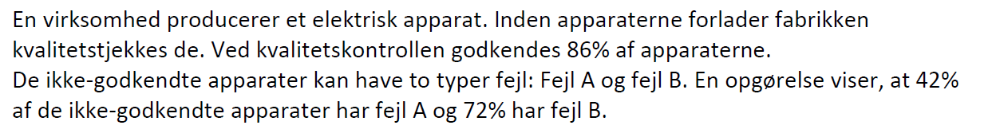 En virksomhed producerer et elektrisk apparat. Inden apparaterne forlader fabrikken
kvalitetstjekkes de. Ved kvalitetskontrollen godkendes 86% af apparaterne.
De ikke-godkendte apparater kan have to typer fejl: Fejl A og fejl B. En opgørelse viser, at 42%
af de ikke-godkendte apparater har fejl A og 72% har fejl B.